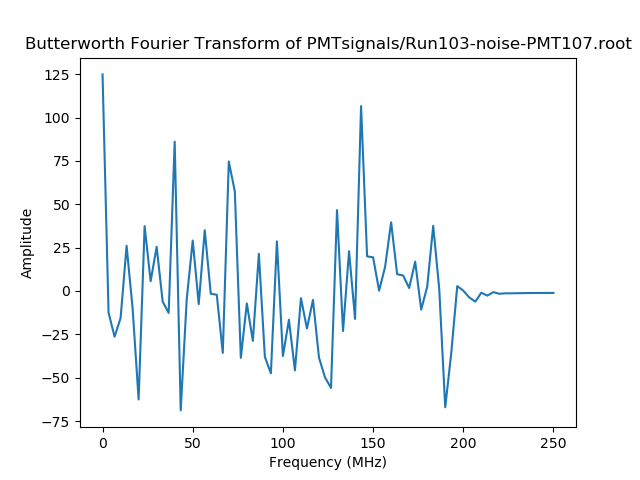 Butterworth Fourier Transform of PMTsignals/Run103-noise-PMT107.root
125
100
75
50
25
0
−25
−50
−75
Amplitude
0 50 100 150 200 250
Frequency (MHz)